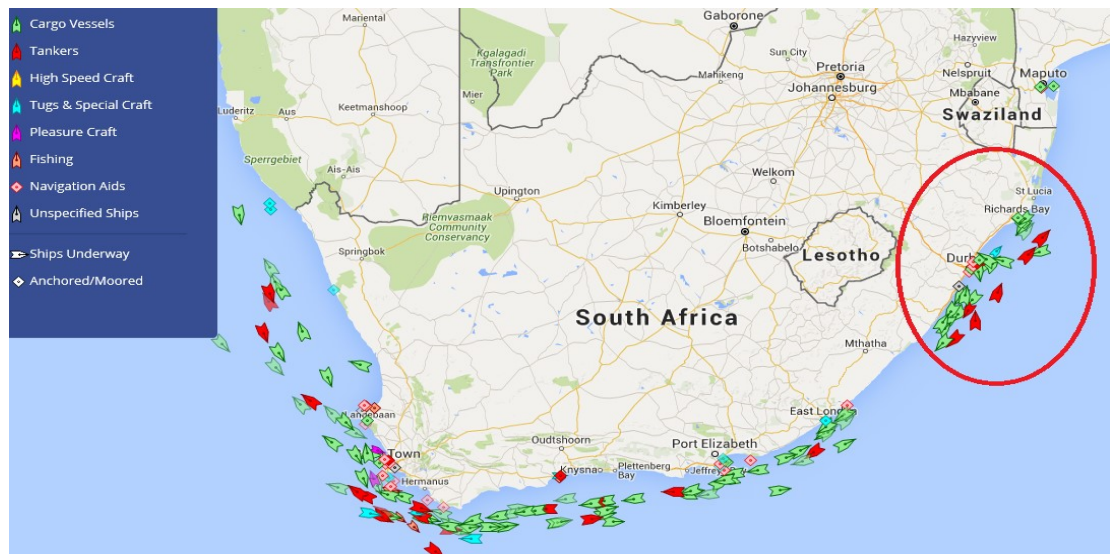 Cargo Vessels
Tankers
High Speed Craft
Tugs & Special Craft
Pleasure Craft
Fishing
Navigation Aids
Unspecified Ships
Ships Underway
Anchored/Moored
Mariental
Gaborone
Kgalagadi
Transfrontier
Park
Sun City
Hazyview
Pretoria
Nelspruit
Maputo
Mahikeng
Johannesburg
Mbabane
Mier
Swaziland
Luderitz
Aus
Keetmanshoop
Sperrgebiet
Ais-Ais
Welkom
Upington
St Lucia
Kimberley
Richards Bay
Riemvasmaak
Community
Conservancy
Bloemfontein
Botshabelo
Springbok
Lesotho
Durb
South Africa
Mthatha
Langebaan
East London
Town
Oudtshoorn
Port Elizabeth
Hermanus
Knysna
Plettenberg
Bay
Jeffrey